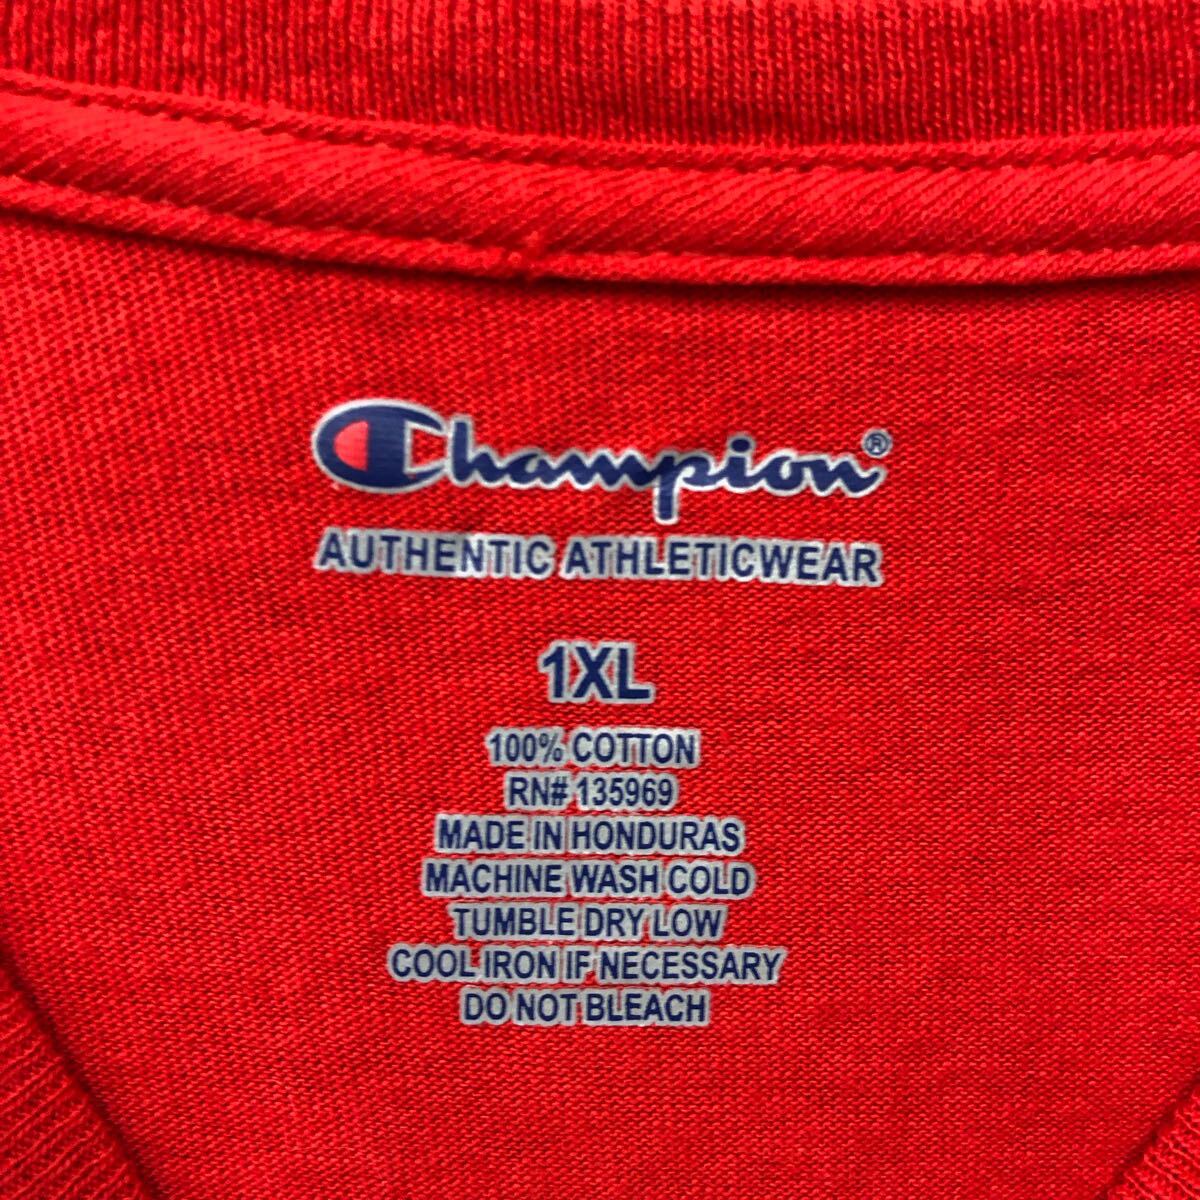 Champion®
AUTHENTIC ATHLETICWEAR
1XL
100% COTTON
RN# 135969
MADE IN HONDURAS
MACHINE WASH COLD
TUMBLE DRY LOW
COOL IRON IF NECESSARY
DO NOT BLEACH